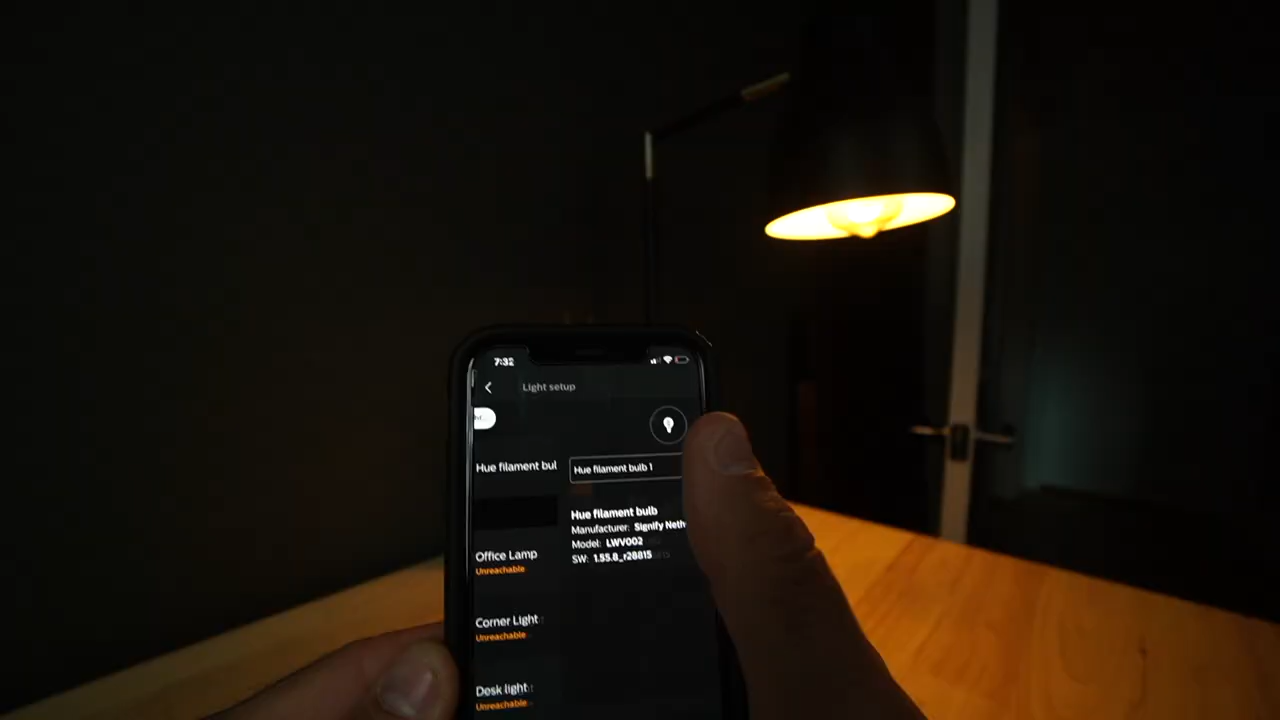 7:32
Light setup
Hue filament bul
Hue filament bulb 1
Hue filament bulb
Manufacturer: Signify Neth
Model: LWV002
SW: 1.55.8_r28815
Office Lamp
Unreachable
Corner Light
Unreachable
Desk light
Unreachable